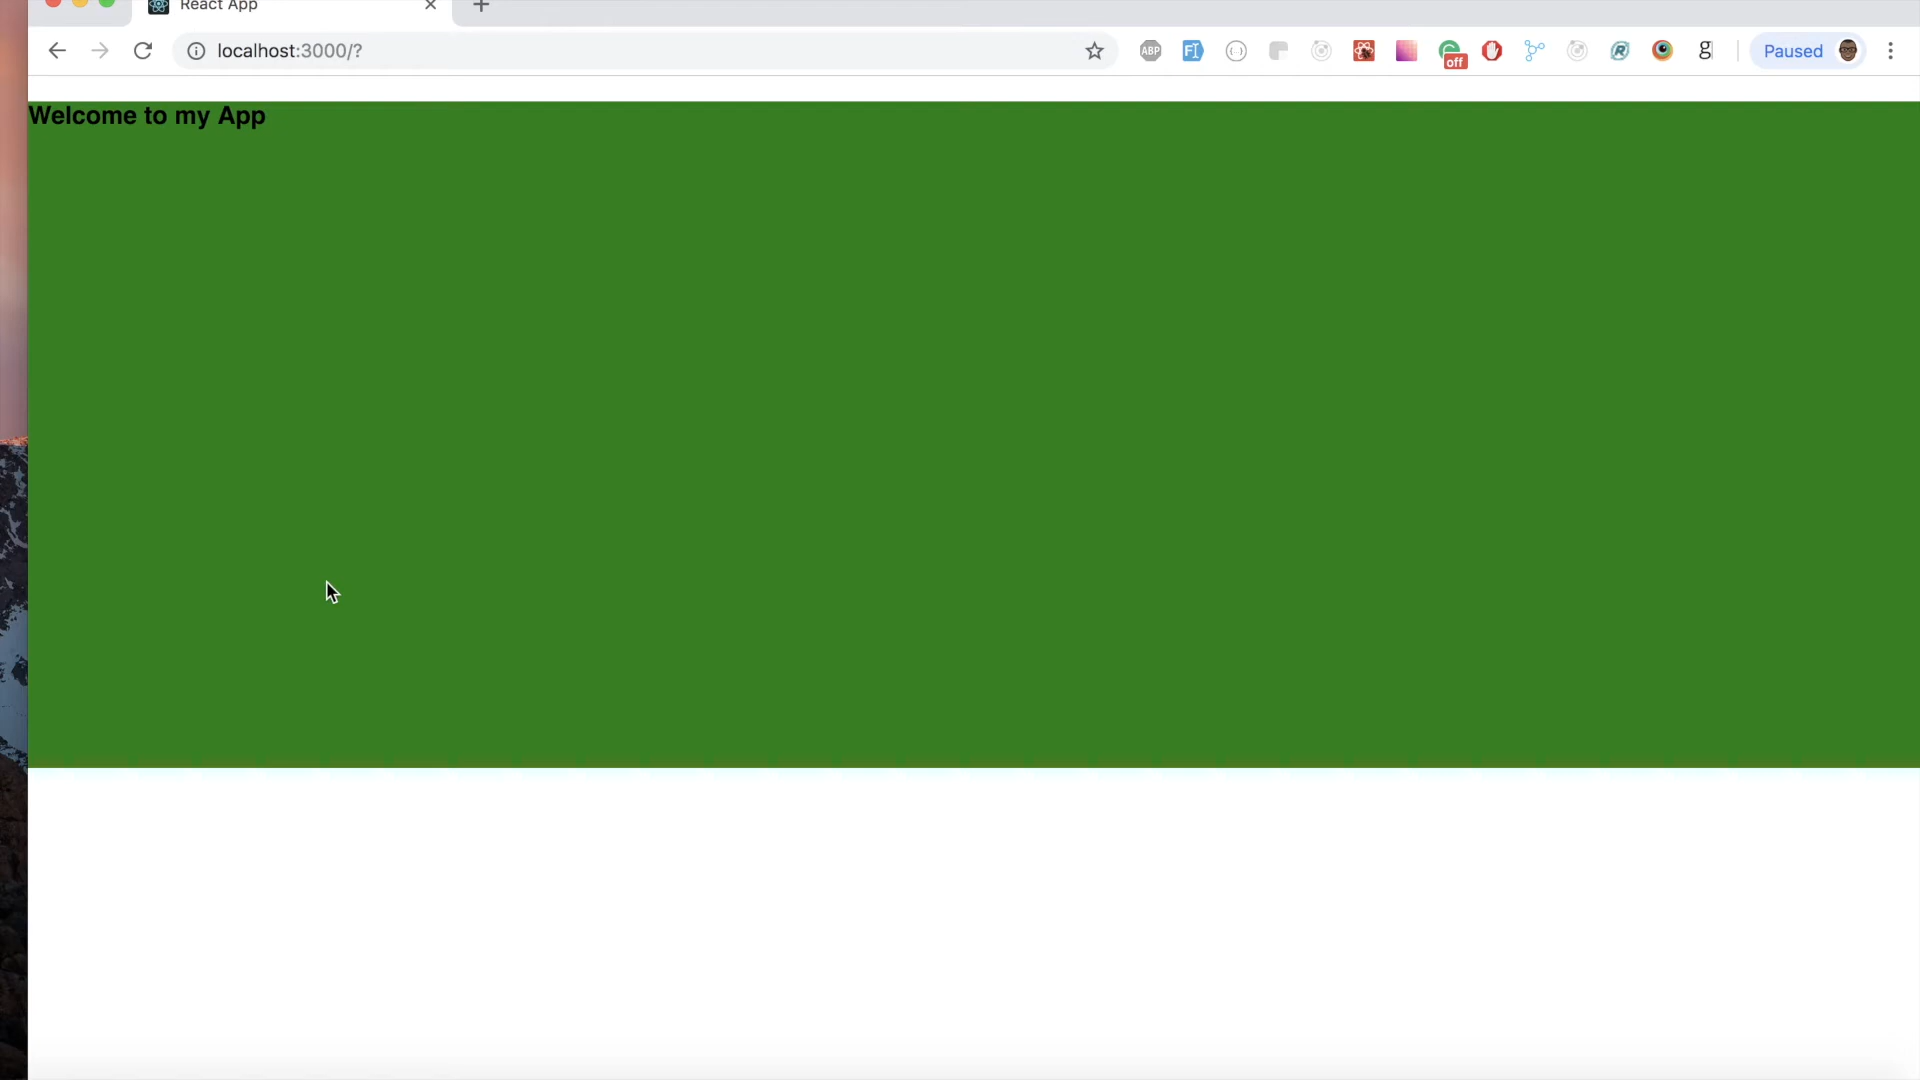 React App
localhost:3000/?
ABP
off
g
Paused
Welcome to my App